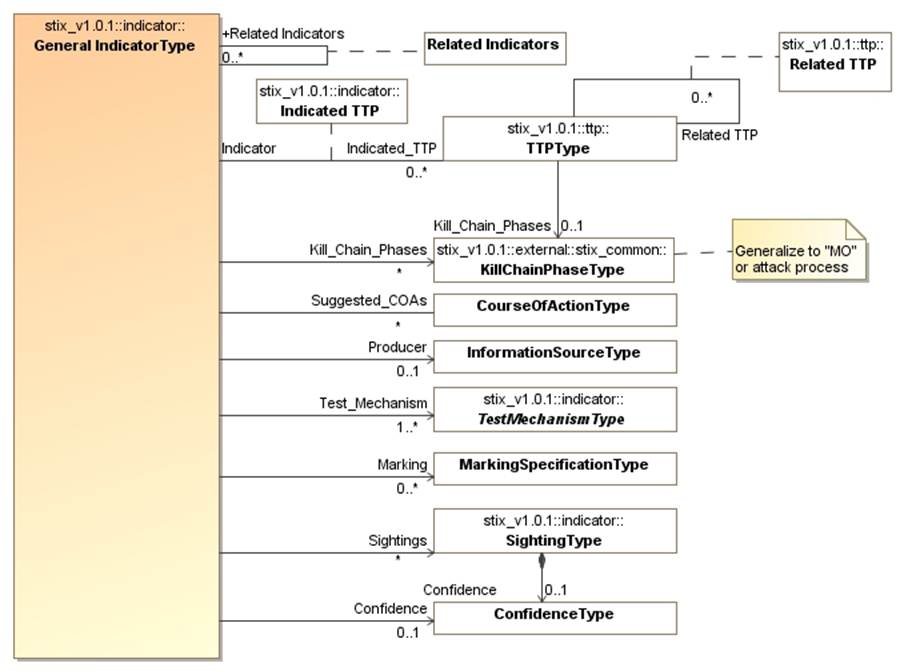 stix_v1.0.1::indicator::
General IndicatorType
+Related Indicators
0..*
Related Indicators
stix_v1.0.1::ttp::
Related TTP
stix_v1.0.1::indicator::
Indicated TTP
0..*
Related TTP
stix_v1.0.1::ttp::
TTPType
Indicator
Indicated_TTP
0..*
Kill_Chain_Phases
0..1
Kill_Chain_Phases
*
stix_v1.0.1::external::stix_common::
KillChainPhaseType
Generalize to "MO"
or attack process
Suggested_COAs
*
CourseOfActionType
Producer
0..1
InformationSourceType
Test_Mechanism
1..*
stix_v1.0.1::indicator::
TestMechanismType
Marking
0..*
MarkingSpecificationType
Sightings
*
stix_v1.0.1::indicator::
SightingType
Confidence
0..1
Confidence
0..1
ConfidenceType